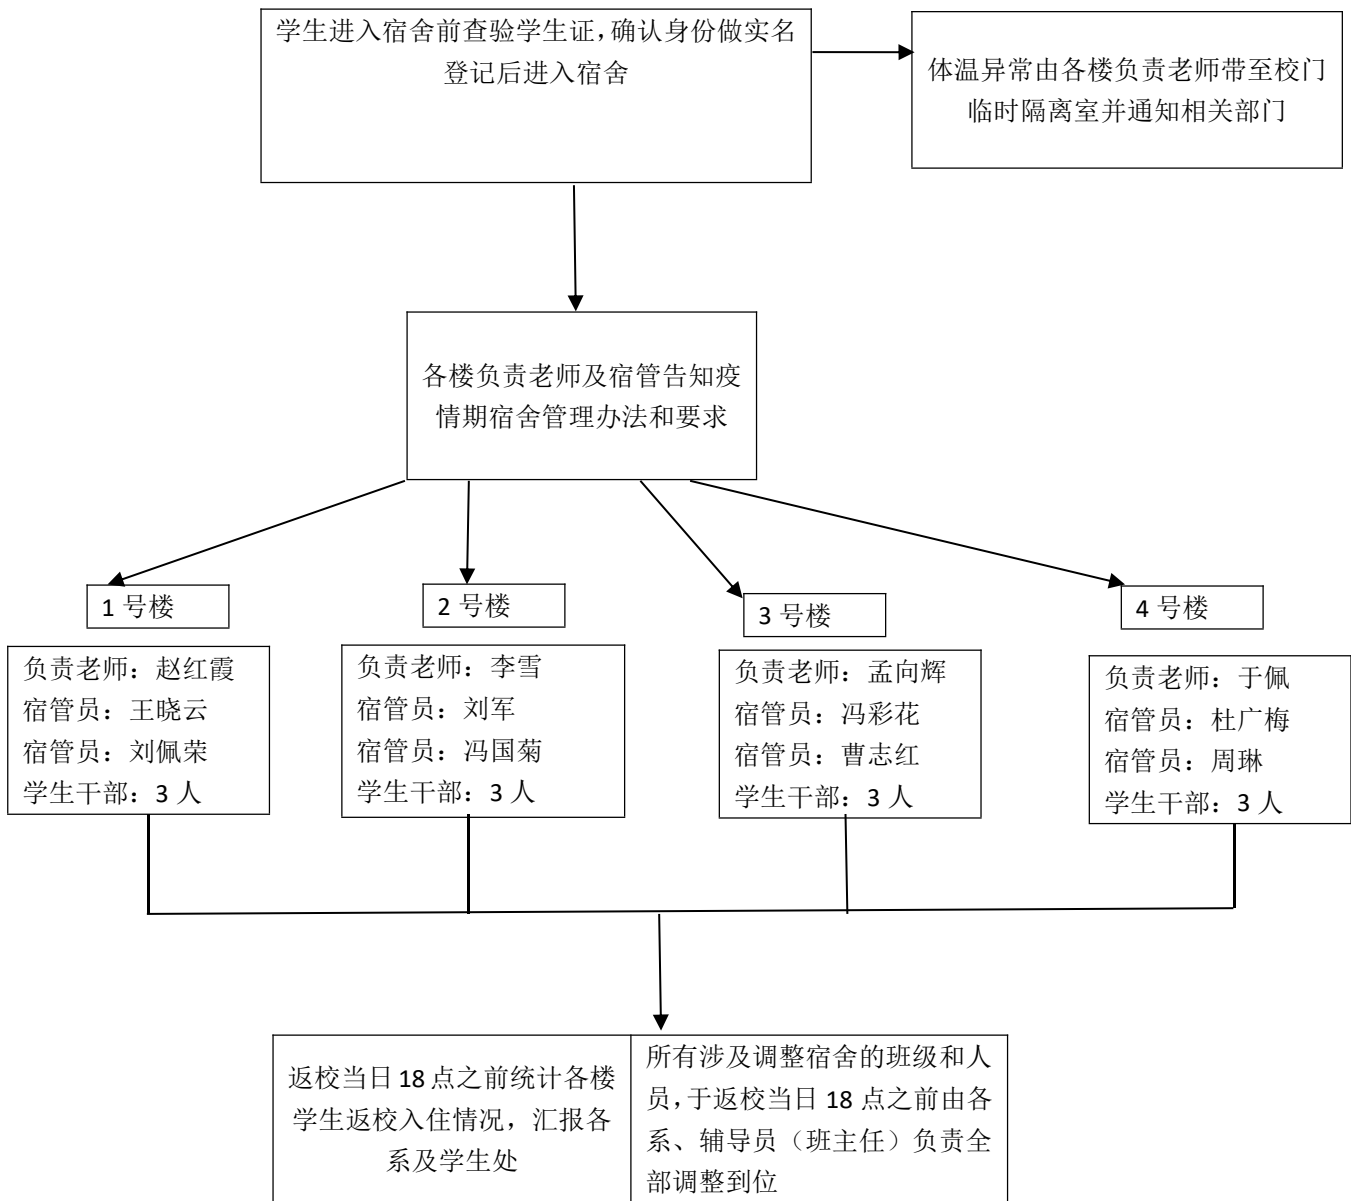 学生进入宿舍前查验学生证，确认身份做实名
登记后进入宿舍
体温异常由各楼负责老师带至校门
临时隔离室并通知相关部门
各楼负责老师及宿管告知疫
情期宿舍管理办法和要求
1 号楼
2 号楼
3 号楼
4 号楼
负责老师：赵红霞
宿管员：王晓云
宿管员：刘佩荣
学生干部：3 人
负责老师：李雪
宿管员：刘军
宿管员：冯国菊
学生干部：3 人
负责老师：孟向辉
宿管员：冯彩花
宿管员：曹志红
学生干部：3 人
负责老师：于佩
宿管员：杜广梅
宿管员：周琳
学生干部：3 人
返校当日 18 点之前统计各楼
学生返校入住情况，汇报各
系及学生处
所有涉及调整宿舍的班级和人
员，于返校当日 18 点之前由各
系、辅导员（班主任）负责全
部调整到位